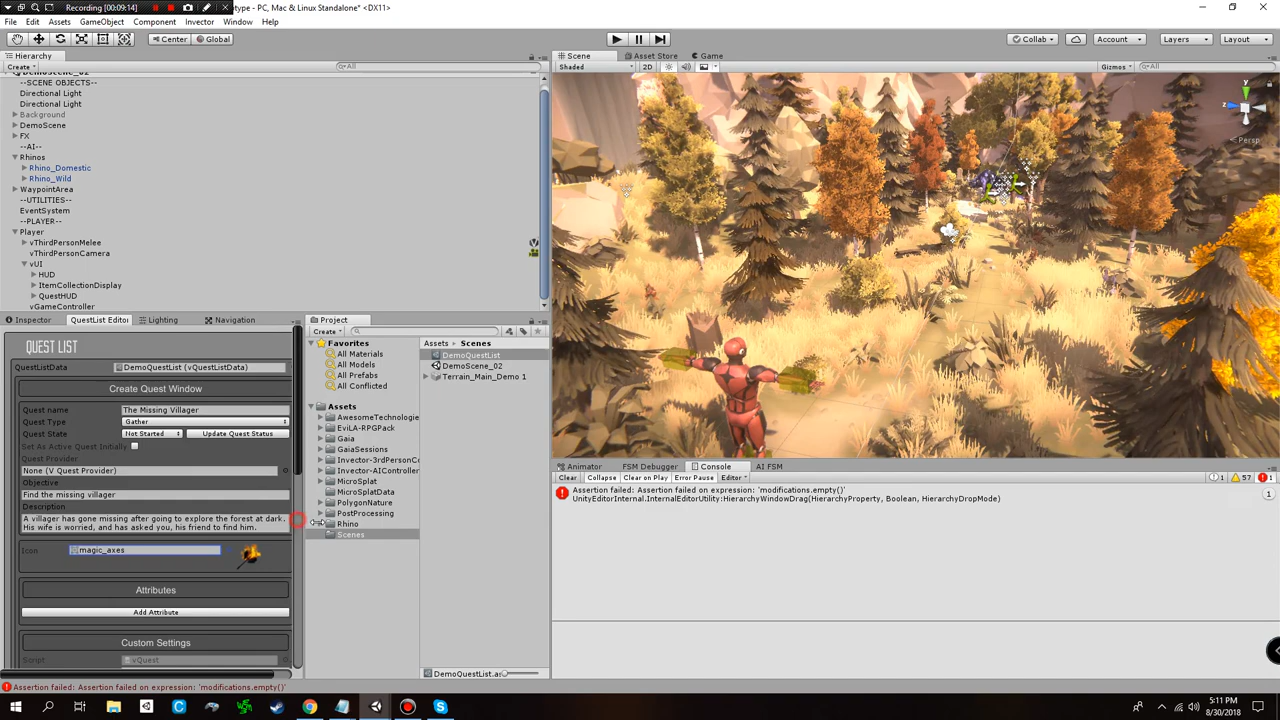 [00:09:14]
otype - PC, Mac & Linux Standalone* <DX11>
File Edit Assets GameObject Component Invector Window Help
Center Global Collab Account Layers Layout
Hierarchy
Create All
DemoScene_02
--SCENE OBJECTS--
Directional Light
Directional Light
Background
DemoScene
FX
--AI--
Rhinos
Rhino_Domestic
Rhino_Wild
WaypointArea
--UTILITIES--
EventSystem
--PLAYER--
Player
vThirdPersonMelee
vThirdPersonCamera
vUI
HUD
ItemCollectionDisplay
QuestHUD
vGameController
Scene Asset Store Game
Shaded 2D Gizmos All
y
z
Persp
Inspector QuestList Editor Lighting Navigation
QUEST LIST
QuestListData DemoQuestList (vQuestListData)
Create Quest Window
Quest name The Missing Villager
Quest Type Gather
Quest State Not Started Update Quest Status
Set As Active Quest Initially
Quest Provider
None (V Quest Provider)
Objective
Find the missing villager
Description
A villager has gone missing after going to explore the forest at dark.
His wife is worried, and has asked you, his friend to find him.
Icon magic_axes
Attributes
Add Attribute
Custom Settings
Script vQuest
Project
Create
Favorites
All Materials
All Models
All Prefabs
All Conflicted
Assets
AwesomeTechnologie
EviLA-RPGPack
Gaia
GaiaSessions
Invector-3rdPersonCo
Invector-AIController
MicroSplat
MicroSplatData
PolygonNature
PostProcessing
Rhino
Scenes
Assets Scenes
DemoQuestList
DemoScene_02
Terrain_Main_Demo 1
DemoQuestList.as
Animator FSM Debugger Console AI FSM
Clear Collapse Clear on Play Error Pause Editor 1 57 1
Assertion failed: Assertion failed on expression: 'modifications.empty()'
UnityEditorInternal.InternalEditorUtility:HierarchyWindowDrag(HierarchyProperty, Boolean, HierarchyDropMode)
1
Assertion failed: Assertion failed on expression: 'modifications.empty()'
5:11 PM
8/30/2018